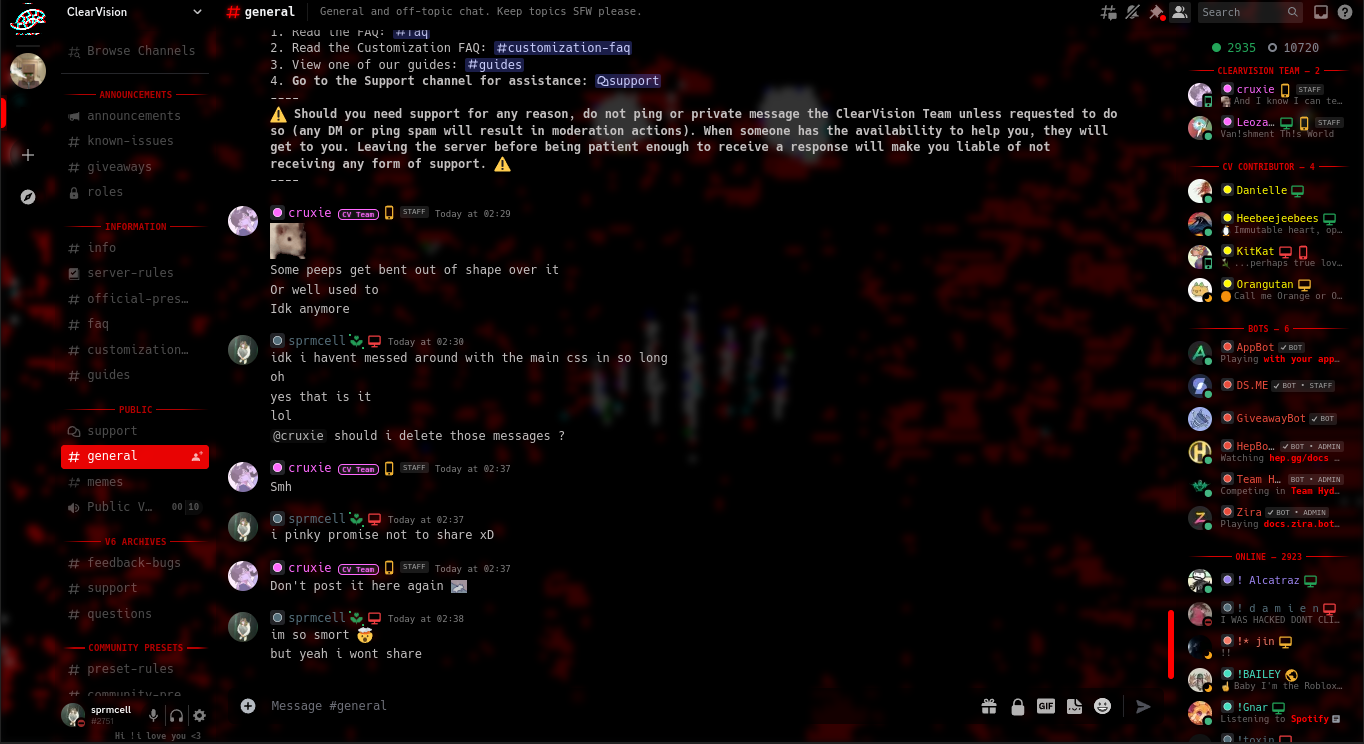 ClearVision
Browse Channels
ANNOUNCEMENTS
announcements
known-issues
giveaways
roles
INFORMATION
info
server-rules
official-pres…
faq
customization…
guides
PUBLIC
support
general
memes
Public V… 00 10
V6 ARCHIVES
feedback-bugs
support
questions
COMMUNITY PRESETS
preset-rules
community-pre
sprmcell
#2751
Hi !i love you <3
general General and off-topic chat. Keep topics SFW please.
Search
1. Read the FAQ: #faq
2. Read the Customization FAQ: #customization-faq
3. View one of our guides: #guides
4. Go to the Support channel for assistance: support
----
⚠️ Should you need support for any reason, do not ping or private message the ClearVision Team unless requested to do
so (any DM or ping spam will result in moderation actions). When someone has the availability to help you, they will
get to you. Leaving the server before being patient enough to receive a response will make you liable of not
receiving any form of support. ⚠️
----
cruxie CV Team STAFF Today at 02:29
Some peeps get bent out of shape over it
Or well used to
Idk anymore
sprmcell Today at 02:30
idk i havent messed around with the main css in so long
oh
yes that is it
lol
@cruxie should i delete those messages ?
cruxie CV Team STAFF Today at 02:37
Smh
sprmcell Today at 02:37
i pinky promise not to share xD
cruxie CV Team STAFF Today at 02:37
Don't post it here again
sprmcell Today at 02:38
im so smort 🤯
but yeah i wont share
Message #general
GIF
2935 10720
CLEARVISION TEAM — 2
cruxie STAFF
And I know I can te…
Leoza… STAFF
Van!shment Th!s World
CV CONTRIBUTOR — 4
Danielle
Heebeejeebees
Immutable heart, op…
KitKat
...perhaps true lov…
Orangutan
Call me Orange or O…
BOTS — 6
AppBot ✓ BOT
Playing with your app…
DS.ME ✓ BOT • STAFF
GiveawayBot ✓ BOT
HepBo… ✓ BOT • ADMIN
Watching hep.gg/docs …
Team H… BOT • ADMIN
Competing in Team Hyd…
Zira ✓ BOT • ADMIN
Playing docs.zira.bot…
ONLINE — 2923
! Alcatraz
! d a m i e n
I WAS HACKED DONT CLI…
!* jin
!!
!BAILEY
Baby I'm the Roblox…
!Gnar
Listening to Spotify
!toxin